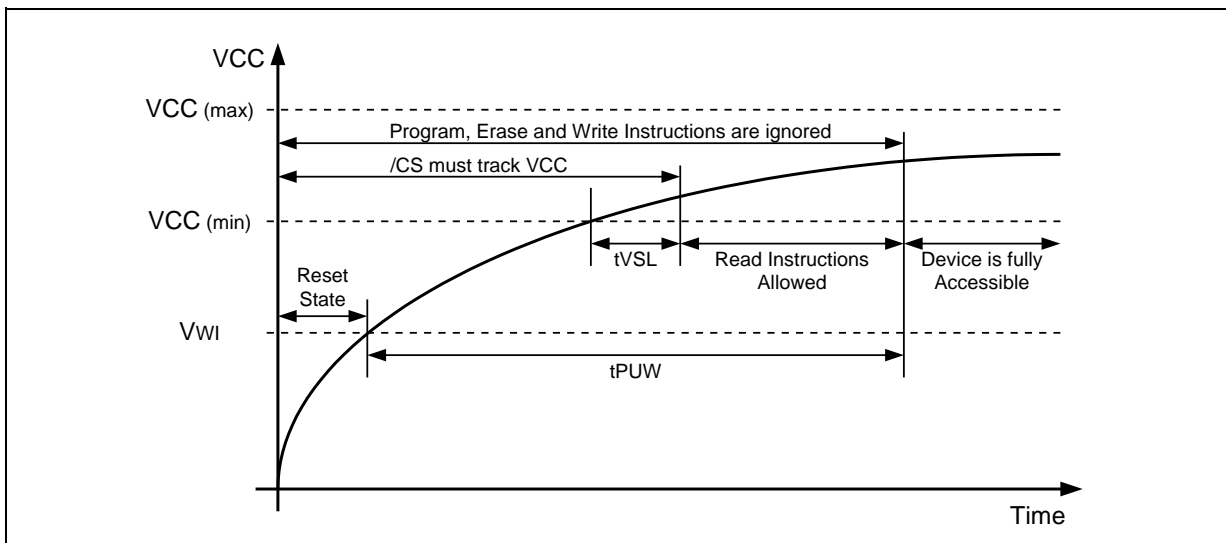 VCC
VCC (max)
Program, Erase and Write Instructions are ignored
/CS must track VCC
VCC (min)
tVSL
Read Instructions
Allowed
Device is fully
Accessible
Reset
State
VWI
tPUW
Time